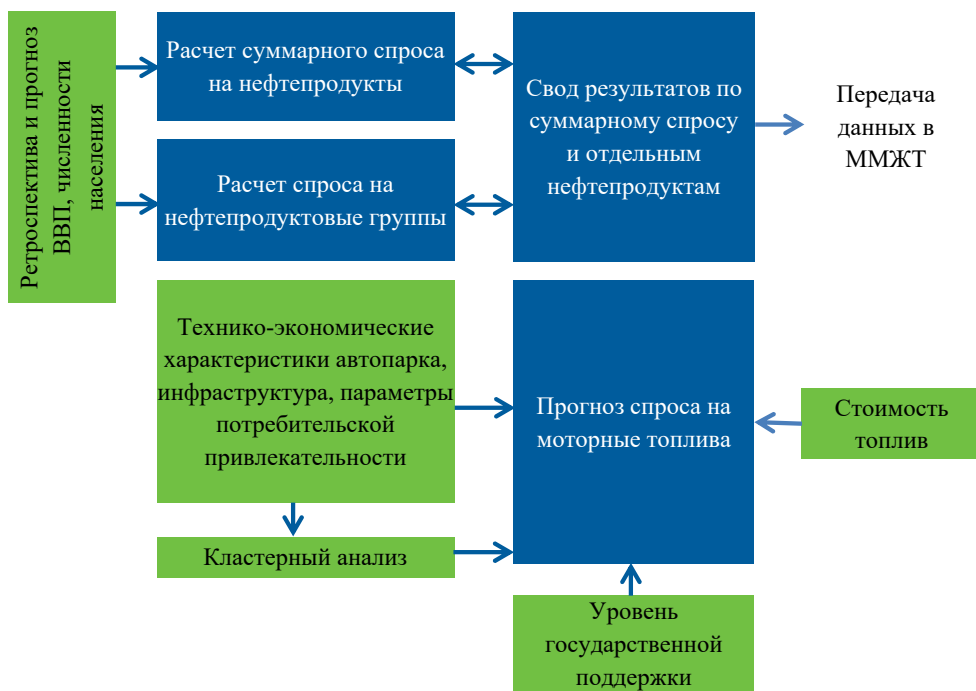 Ретроспектива и прогноз
ВВП, численности
населения
Расчет суммарного спроса
на нефтепродукты
Расчет спроса на
нефтепродуктовые группы
Свод результатов по
суммарному спросу
и отдельным
нефтепродуктам
Передача
данных в
ММЖТ
Технико-экономические
характеристики автопарка,
инфраструктура, параметры
потребительской
привлекательности
Прогноз спроса на
моторные топлива
Стоимость
топлив
Кластерный анализ
Уровень
государственной
поддержки